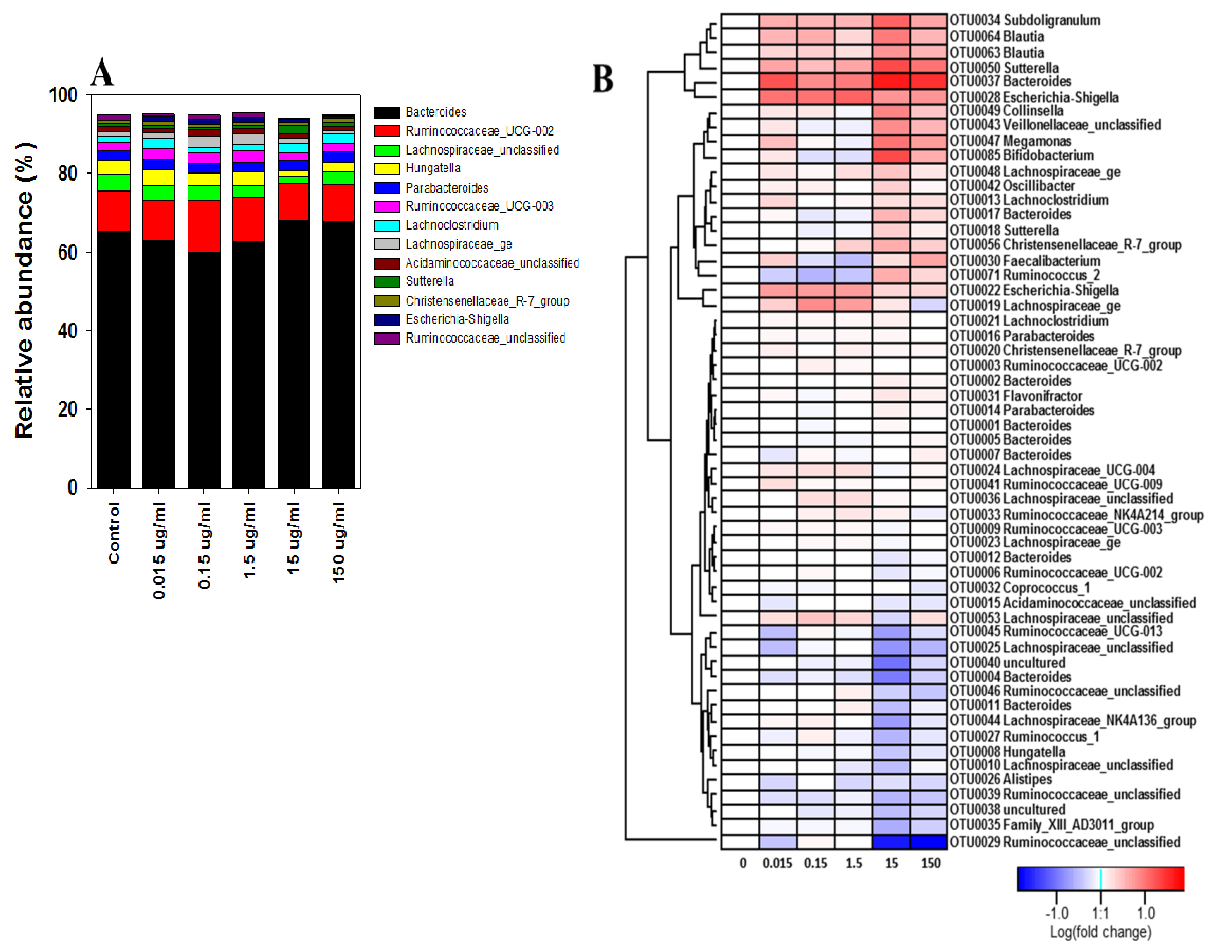 A
B
Relative abundance (%)
100
80
60
40
20
0
Control
0.015 ug/ml
0.15 ug/ml
1.5 ug/ml
15 ug/ml
150 ug/ml
Bacteroides
Ruminococcaceae_UCG-002
Lachnospiraceae_unclassified
Hungatella
Parabacteroides
Ruminococcaceae_UCG-003
Lachnoclostridium
Lachnospiraceae_ge
Acidaminococcaceae_unclassified
Sutterella
Christensenellaceae_R-7_group
Escherichia-Shigella
Ruminococcaceae_unclassified
OTU0034 Subdoligranulum
OTU0064 Blautia
OTU0063 Blautia
OTU0050 Sutterella
OTU0037 Bacteroides
OTU0028 Escherichia-Shigella
OTU0049 Collinsella
OTU0043 Veillonellaceae_unclassified
OTU0047 Megamonas
OTU0085 Bifidobacterium
OTU0048 Lachnospiraceae_ge
OTU0042 Oscillibacter
OTU0013 Lachnoclostridium
OTU0017 Bacteroides
OTU0018 Sutterella
OTU0056 Christensenellaceae_R-7_group
OTU0030 Faecalibacterium
OTU0071 Ruminococcus_2
OTU0022 Escherichia-Shigella
OTU0019 Lachnospiraceae_ge
OTU0021 Lachnoclostridium
OTU0016 Parabacteroides
OTU0020 Christensenellaceae_R-7_group
OTU0003 Ruminococcaceae_UCG-002
OTU0002 Bacteroides
OTU0031 Flavonifractor
OTU0014 Parabacteroides
OTU0001 Bacteroides
OTU0005 Bacteroides
OTU0007 Bacteroides
OTU0024 Lachnospiraceae_UCG-004
OTU0041 Ruminococcaceae_UCG-009
OTU0036 Lachnospiraceae_unclassified
OTU0033 Ruminococcaceae_NK4A214_group
OTU0009 Ruminococcaceae_UCG-003
OTU0023 Lachnospiraceae_ge
OTU0012 Bacteroides
OTU0006 Ruminococcaceae_UCG-002
OTU0032 Coprococcus_1
OTU0015 Acidaminococcaceae_unclassified
OTU0053 Lachnospiraceae_unclassified
OTU0045 Ruminococcaceae_UCG-013
OTU0025 Lachnospiraceae_unclassified
OTU0040 uncultured
OTU0004 Bacteroides
OTU0046 Ruminococcaceae_unclassified
OTU0011 Bacteroides
OTU0044 Lachnospiraceae_NK4A136_group
OTU0027 Ruminococcus_1
OTU0008 Hungatella
OTU0010 Lachnospiraceae_unclassified
OTU0026 Alistipes
OTU0039 Ruminococcaceae_unclassified
OTU0038 uncultured
OTU0035 Family_XIII_AD3011_group
OTU0029 Ruminococcaceae_unclassified
0 0.015 0.15 1.5 15 150
-1.0 1:1 1.0
Log(fold change)